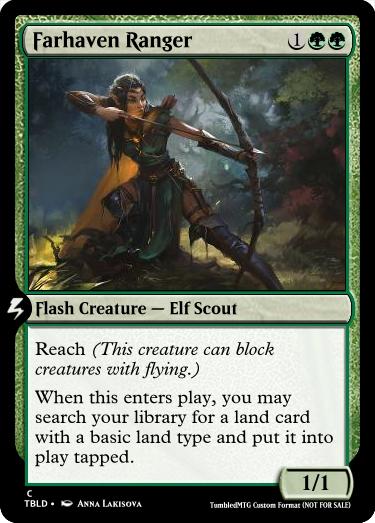 Farhaven Ranger 1
Flash Creature — Elf Scout
Reach (This creature can block
creatures with flying.)
When this enters play, you may
search your library for a land card
with a basic land type and put it into
play tapped.
1/1
C
TBLD • Anna Lakisova
TumbledMTG Custom Format (NOT FOR SALE)